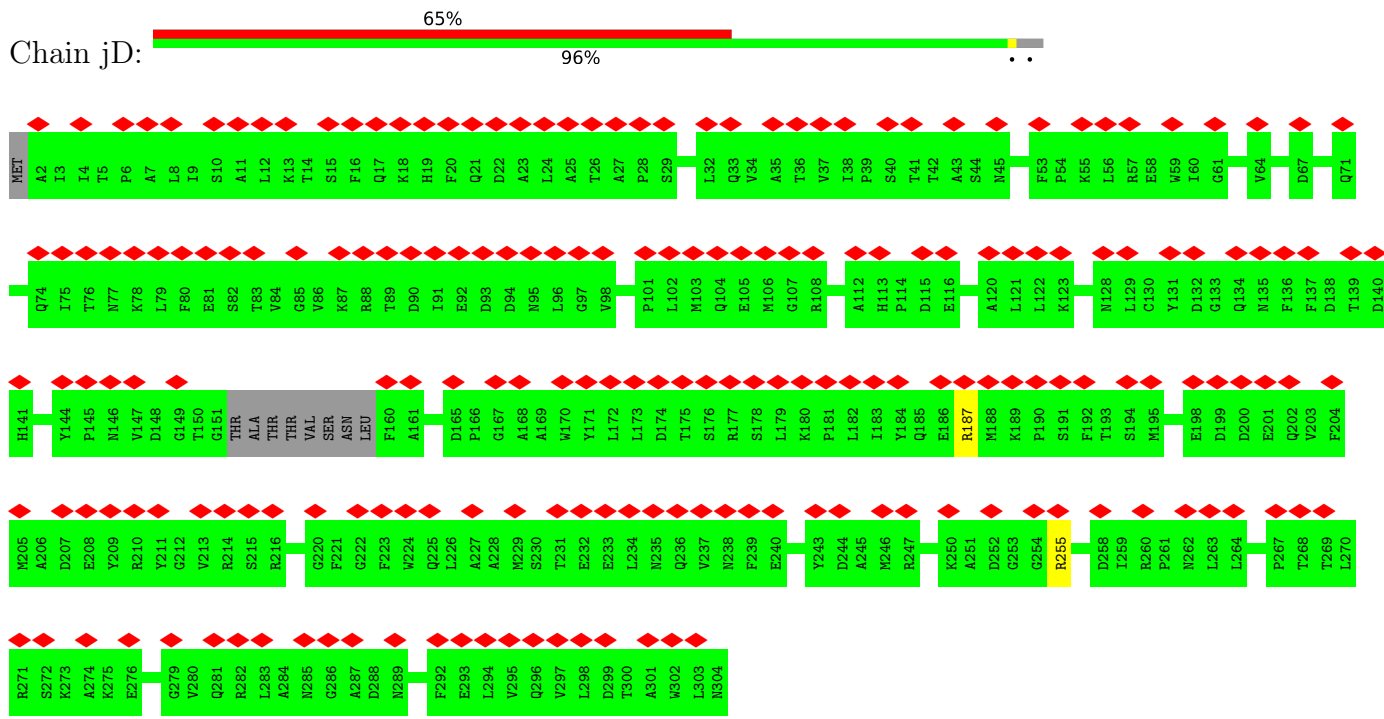 65%
Chain jD:
96%
. .
MET A2 I3 I4 T5 P6 A7 L8 I9 S10 A11 L12 K13 T14 S15 F16 Q17 K18 H19 F20 Q21 D22 A23 L24 A25 T26 A27 P28 S29 L32 Q33 V34 A35 T36 V37 I38 P39 S40 T41 T42 A43 S44 N45 F53 P54 K55 L56 R57 E58 W59 I60 G61 V64 D67 Q71
Q74 I75 T76 N77 K78 L79 F80 E81 S82 T83 V84 G85 V86 K87 R88 T89 D90 I91 E92 D93 D94 N95 L96 G97 V98 P101 L102 M103 Q104 E105 M106 G107 R108 A112 H113 P114 D115 E116 A120 L121 L122 K123 N128 L129 C130 Y131 D132 G133 Q134 N135 F136 F137 D138 T139 D140
H141 Y144 P145 N146 V147 D148 G149 T150 G151 THR ALA THR THR VAL SER ASN LEU F160 A161 D165 P166 G167 A168 A169 W170 Y171 L172 L173 D174 T175 S176 R177 S178 L179 K180 P181 L182 I183 Y184 Q185 E186 R187 M188 K189 P190 S191 F192 T193 S194 M195 E198 D199 D200 E201 Q202 V203 F204
M205 A206 D207 E208 Y209 R210 Y211 G212 V213 R214 S215 R216 G220 F221 G222 F223 W224 Q225 L226 A227 A228 M229 S230 T231 E232 E233 L234 N235 Q236 V237 N238 F239 E240 Y243 D244 A245 M246 R247 K250 A251 D252 G253 G254 R255 D258 I259 R260 P261 N262 L263 L264 P267 T268 T269 L270
R271 S272 K273 A274 K275 E276 G279 V280 Q281 R282 L283 A284 N285 G286 A287 D288 N289 F292 E293 L294 V295 Q296 V297 L298 D299 T300 A301 W302 L303 N304